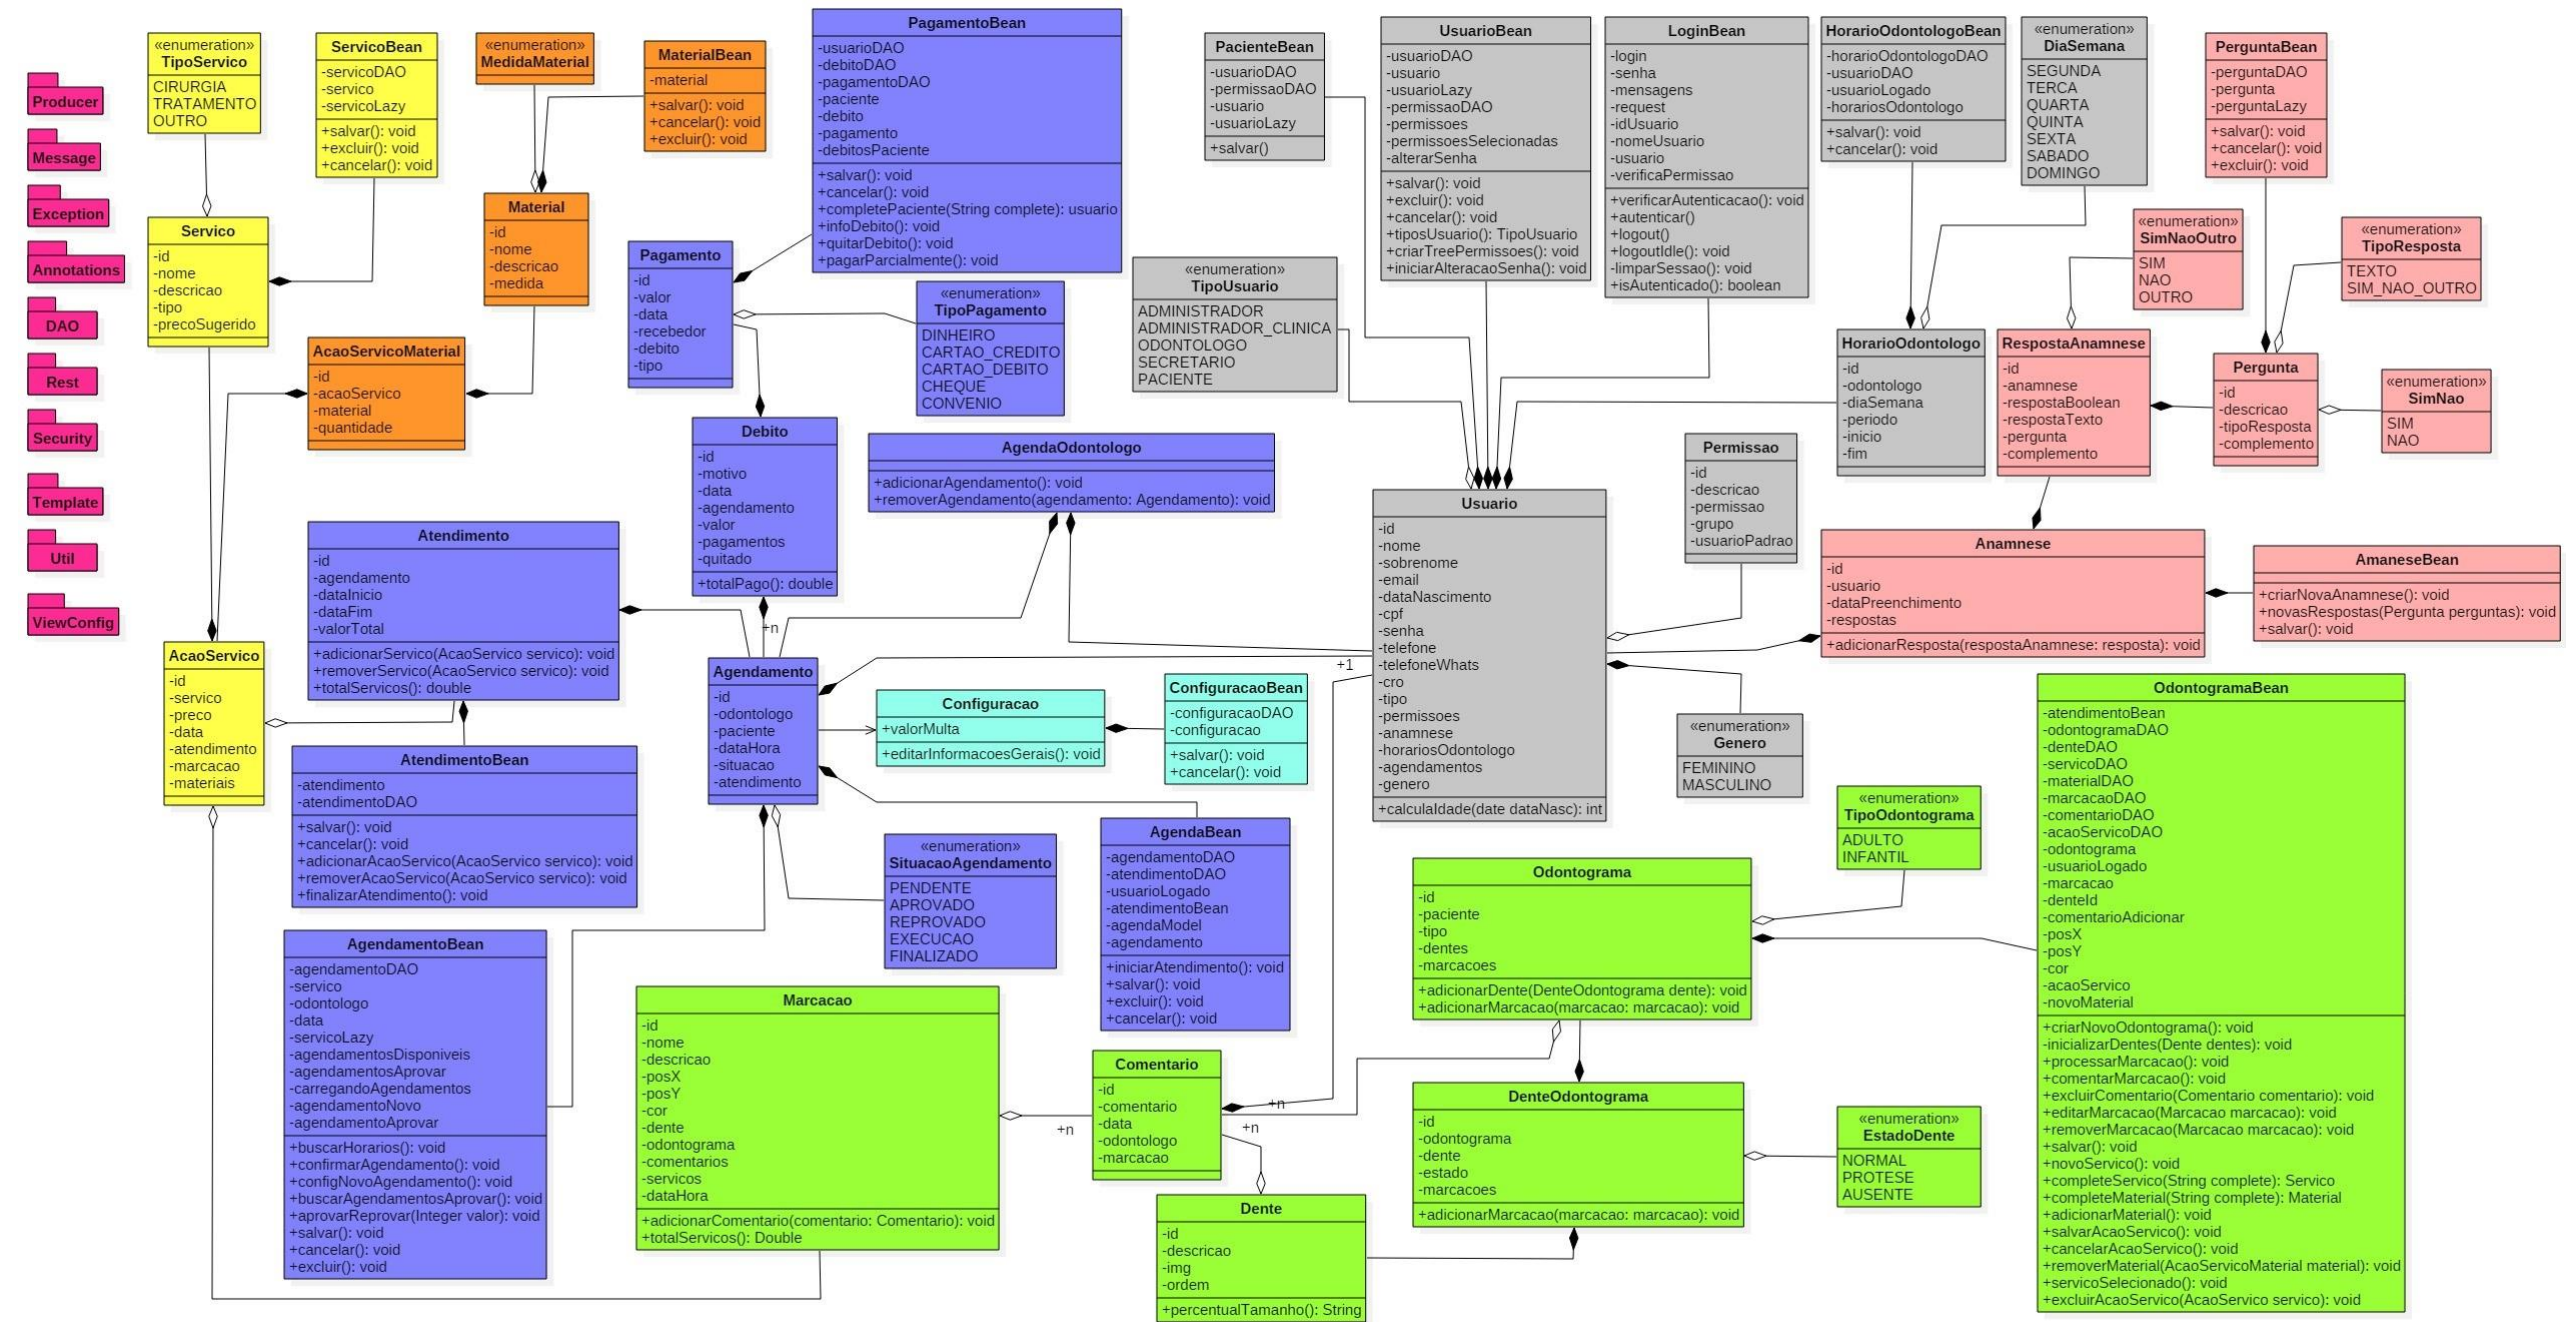 Producer
Message
Exception
Annotations
DAO
Rest
Security
Template
Util
ViewConfig
«enumeration»
TipoServico
CIRURGIA
TRATAMENTO
OUTRO
ServicoBean
-servicoDAO
-servico
-servicoLazy
+salvar(): void
+excluir(): void
+cancelar(): void
«enumeration»
MedidaMaterial
MaterialBean
-material
+salvar(): void
+cancelar(): void
+excluir(): void
PagamentoBean
-usuarioDAO
-debitoDAO
-pagamentoDAO
-paciente
-debito
-pagamento
-debitosPaciente
+salvar(): void
+cancelar(): void
+completePaciente(String complete): usuario
+infoDebito(): void
+quitarDebito(): void
+pagarParcialmente(): void
PacienteBean
-usuarioDAO
-permissaoDAO
-usuario
-usuarioLazy
+salvar()
UsuarioBean
-usuarioDAO
-usuario
-usuarioLazy
-permissaoDAO
-permissoes
-permissoesSelecionadas
-alterarSenha
+salvar(): void
+excluir(): void
+cancelar(): void
+tiposUsuario(): TipoUsuario
+criarTreePermissoes(): void
+iniciarAlteracaoSenha(): void
LoginBean
-login
-senha
-mensagens
-request
-idUsuario
-nomeUsuario
-usuario
-verificaPermissao
+verificarAutenticacao(): void
+autenticar()
+logout()
+logoutIdle(): void
-limparSessao(): void
+isAutenticado(): boolean
HorarioOdontologoBean
-horarioOdontologoDAO
-usuarioDAO
-usuarioLogado
-horariosOdontologo
+salvar(): void
+cancelar(): void
«enumeration»
DiaSemana
SEGUNDA
TERCA
QUARTA
QUINTA
SEXTA
SABADO
DOMINGO
PerguntaBean
-perguntaDAO
-pergunta
-perguntaLazy
+salvar(): void
+cancelar(): void
+excluir(): void
Servico
-id
-nome
-descricao
-tipo
-precoSugerido
Material
-id
-nome
-descricao
-medida
Pagamento
-id
-valor
-data
-recebedor
-debito
-tipo
«enumeration»
TipoPagamento
DINHEIRO
CARTAO_CREDITO
CARTAO_DEBITO
CHEQUE
CONVENIO
«enumeration»
TipoUsuario
ADMINISTRADOR
ADMINISTRADOR_CLINICA
ODONTOLOGO
SECRETARIO
PACIENTE
«enumeration»
SimNaoOutro
SIM
NAO
OUTRO
«enumeration»
TipoResposta
TEXTO
SIM_NAO_OUTRO
AcaoServicoMaterial
-id
-acaoServico
-material
-quantidade
HorarioOdontologo
-id
-odontologo
-diaSemana
-periodo
-inicio
-fim
RespostaAnamnese
-id
-anamnese
-respostaBoolean
-respostaTexto
-pergunta
-complemento
Pergunta
-id
-descricao
-tipoResposta
-complemento
«enumeration»
SimNao
SIM
NAO
Debito
-id
-motivo
-data
-agendamento
-valor
-pagamentos
-quitado
+totalPago(): double
AgendaOdontologo
+adicionarAgendamento(): void
+removerAgendamento(agendamento: Agendamento): void
Permissao
-id
-descricao
-permissao
-grupo
-usuarioPadrao
Usuario
-id
-nome
-sobrenome
-email
-dataNascimento
-cpf
-senha
-telefone
-telefoneWhats
-cro
-tipo
-permissoes
-anamnese
-horariosOdontologo
-agendamentos
-genero
+calculaIdade(date dataNasc): int
Atendimento
-id
-agendamento
-dataInicio
-dataFim
-valorTotal
+adicionarServico(AcaoServico servico): void
+removerServico(AcaoServico servico): void
+totalServicos(): double
Anamnese
-id
-usuario
-dataPreenchimento
-respostas
+adicionarResposta(respostaAnamnese: resposta): void
AmaneseBean
+criarNovaAnamnese(): void
+novasRespostas(Pergunta perguntas): void
+salvar(): void
+n
+1
AcaoServico
-id
-servico
-preco
-data
-atendimento
-marcacao
-materiais
Agendamento
-id
-odontologo
-paciente
-dataHora
-situacao
-atendimento
Configuracao
+valorMulta
+editarInformacoesGerais(): void
ConfiguracaoBean
-configuracaoDAO
-configuracao
+salvar(): void
+cancelar(): void
«enumeration»
Genero
FEMININO
MASCULINO
OdontogramaBean
-atendimentoBean
-odontogramaDAO
-denteDAO
-servicoDAO
-materialDAO
-marcacaoDAO
-comentarioDAO
-acaoServicoDAO
-odontograma
-usuarioLogado
-marcacao
-denteId
-comentarioAdicionar
-posX
-posY
-cor
-acaoServico
-novoMaterial
+criarNovoOdontograma(): void
-inicializarDentes(Dente dentes): void
+processarMarcacao(): void
+comentarMarcacao(): void
+excluirComentario(Comentario comentario): void
+editarMarcacao(Marcacao marcacao): void
+removerMarcacao(Marcacao marcacao): void
+salvar(): void
+novoServico(): void
+completeServico(String complete): Servico
+completeMaterial(String complete): Material
+adicionarMaterial(): void
+salvarAcaoServico(): void
+cancelarAcaoServico(): void
+removerMaterial(AcaoServicoMaterial material): void
+servicoSelecionado(): void
+excluirAcaoServico(AcaoServico servico): void
AtendimentoBean
-atendimento
-atendimentoDAO
+salvar(): void
+cancelar(): void
+adicionarAcaoServico(AcaoServico servico): void
+removerAcaoServico(AcaoServico servico): void
+finalizarAtendimento(): void
«enumeration»
SituacaoAgendamento
PENDENTE
APROVADO
REPROVADO
EXECUCAO
FINALIZADO
AgendaBean
-agendamentoDAO
-atendimentoDAO
-usuarioLogado
-atendimentoBean
-agendaModel
-agendamento
+iniciarAtendimento(): void
+salvar(): void
+excluir(): void
+cancelar(): void
«enumeration»
TipoOdontograma
ADULTO
INFANTIL
Odontograma
-id
-paciente
-tipo
-dentes
-marcacoes
+adicionarDente(DenteOdontograma dente): void
+adicionarMarcacao(marcacao: marcacao): void
AgendamentoBean
-agendamentoDAO
-servico
-odontologo
-data
-servicoLazy
-agendamentosDisponiveis
-agendamentosAprovar
-carregandoAgendamentos
-agendamentoNovo
-agendamentoAprovar
+buscarHorarios(): void
+confirmarAgendamento(): void
+configNovoAgendamento(): void
+buscarAgendamentosAprovar(): void
+aprovarReprovar(Integer valor): void
+salvar(): void
+cancelar(): void
+excluir(): void
Marcacao
-id
-nome
-descricao
-posX
-posY
-cor
-dente
-odontograma
-comentarios
-servicos
-dataHora
+adicionarComentario(comentario: Comentario): void
+totalServicos(): Double
Comentario
-id
-comentario
-data
-odontologo
-marcacao
+n
+n
+n
DenteOdontograma
-id
-odontograma
-dente
-estado
-marcacoes
+adicionarMarcacao(marcacao: marcacao): void
«enumeration»
EstadoDente
NORMAL
PROTESE
AUSENTE
Dente
-id
-descricao
-img
-ordem
+percentualTamanho(): String